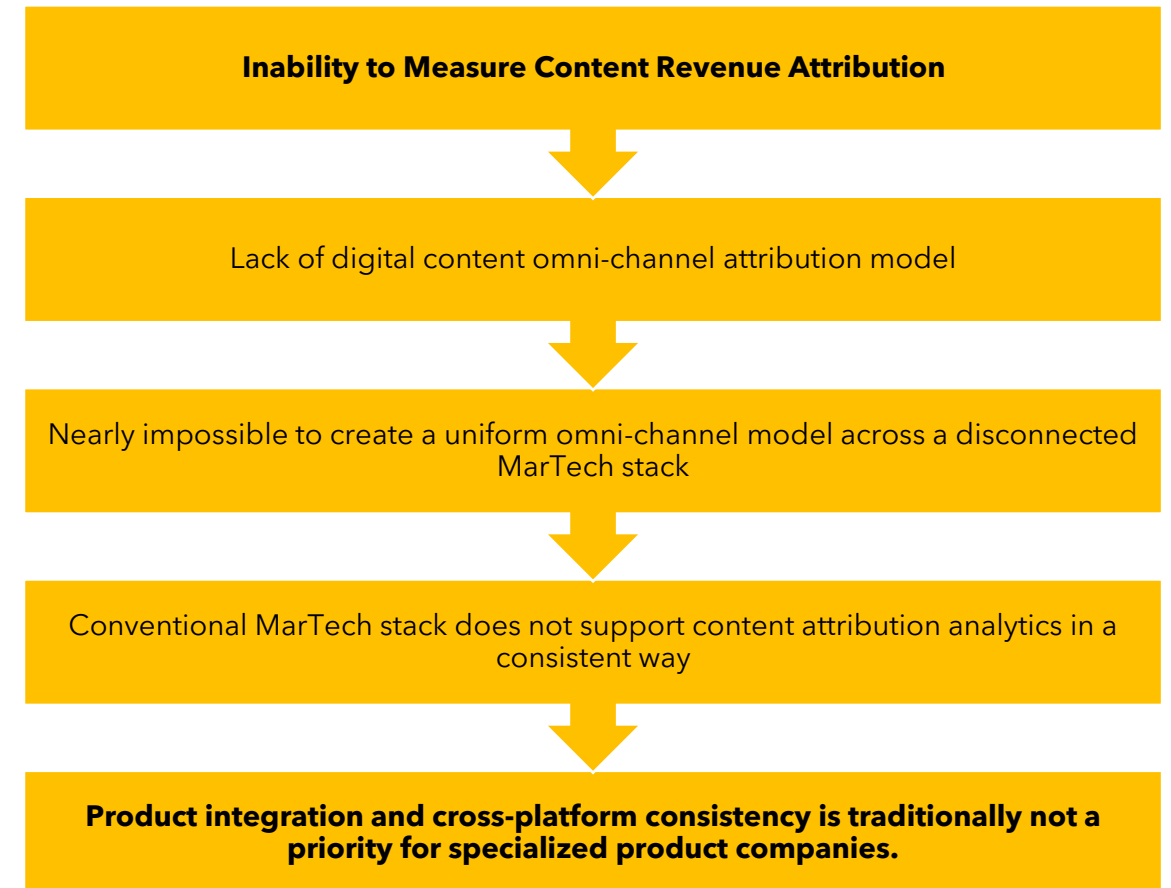 Inability to Measure Content Revenue Attribution
Lack of digital content omni-channel attribution model
Nearly impossible to create a uniform omni-channel model across a disconnected
MarTech stack
Conventional MarTech stack does not support content attribution analytics in a
consistent way
Product integration and cross-platform consistency is traditionally not a
priority for specialized product companies.